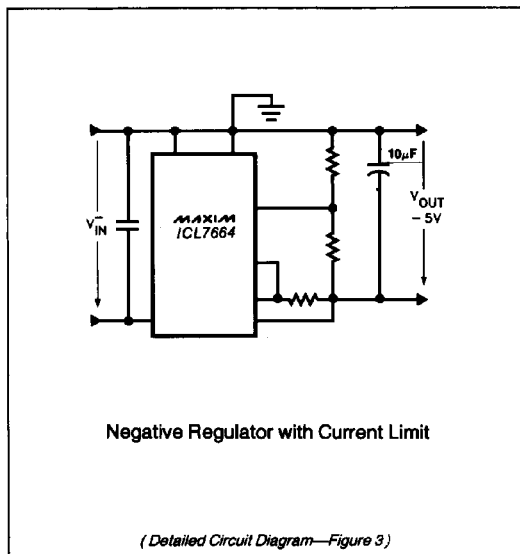 10µF
MAXIM
ICL7664
V⁻IN
VOUT
– 5V
Negative Regulator with Current Limit
( Detailed Circuit Diagram—Figure 3 )